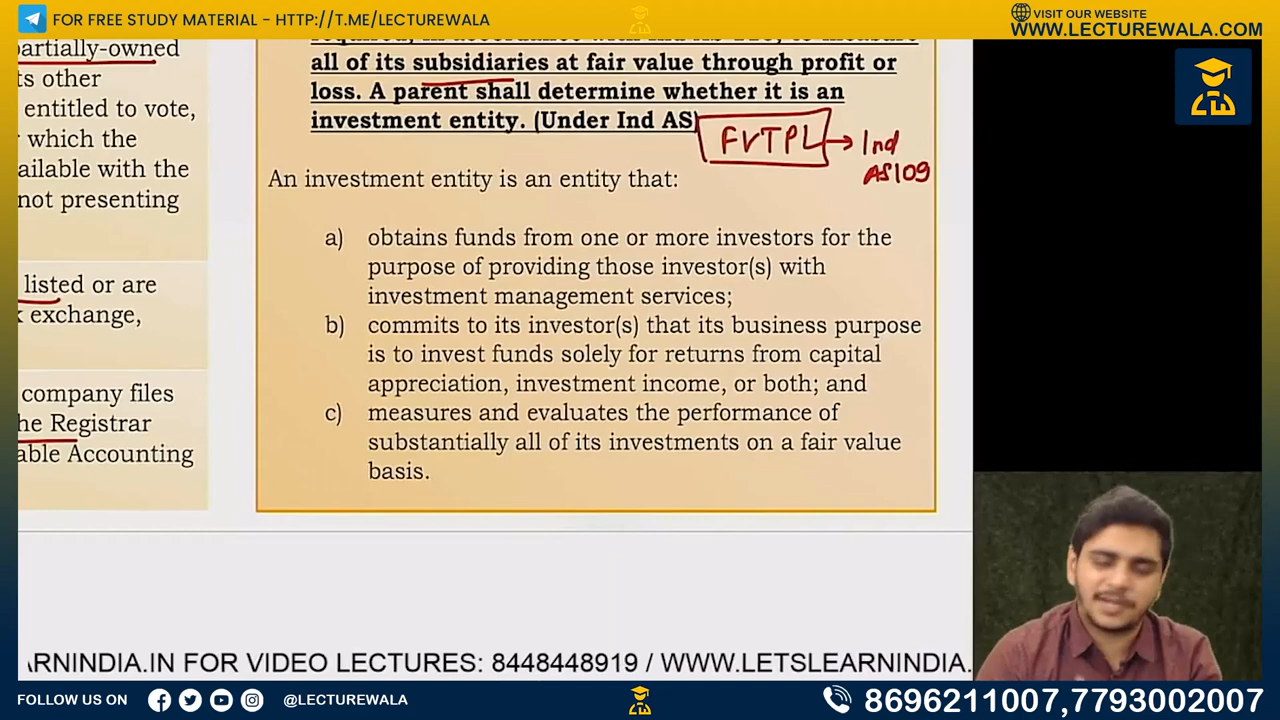 FOR FREE STUDY MATERIAL - HTTP://T.ME/LECTUREWALA
VISIT OUR WEBSITE
WWW.LECTUREWALA.COM
partially-owned
ts other
entitled to vote,
which the
ailable with the
not presenting
listed or are
exchange,
company files
he Registrar
able Accounting
all of its subsidiaries at fair value through profit or
loss. A parent shall determine whether it is an
investment entity. (Under Ind AS)
FVTPL → Ind
AS109
An investment entity is an entity that:
a) obtains funds from one or more investors for the
purpose of providing those investor(s) with
investment management services;
b) commits to its investor(s) that its business purpose
is to invest funds solely for returns from capital
appreciation, investment income, or both; and
c) measures and evaluates the performance of
substantially all of its investments on a fair value
basis.
ARNINDIA.IN FOR VIDEO LECTURES: 8448448919 / WWW.LETSLEARNINDIA.
FOLLOW US ON
@LECTUREWALA
8696211007,7793002007